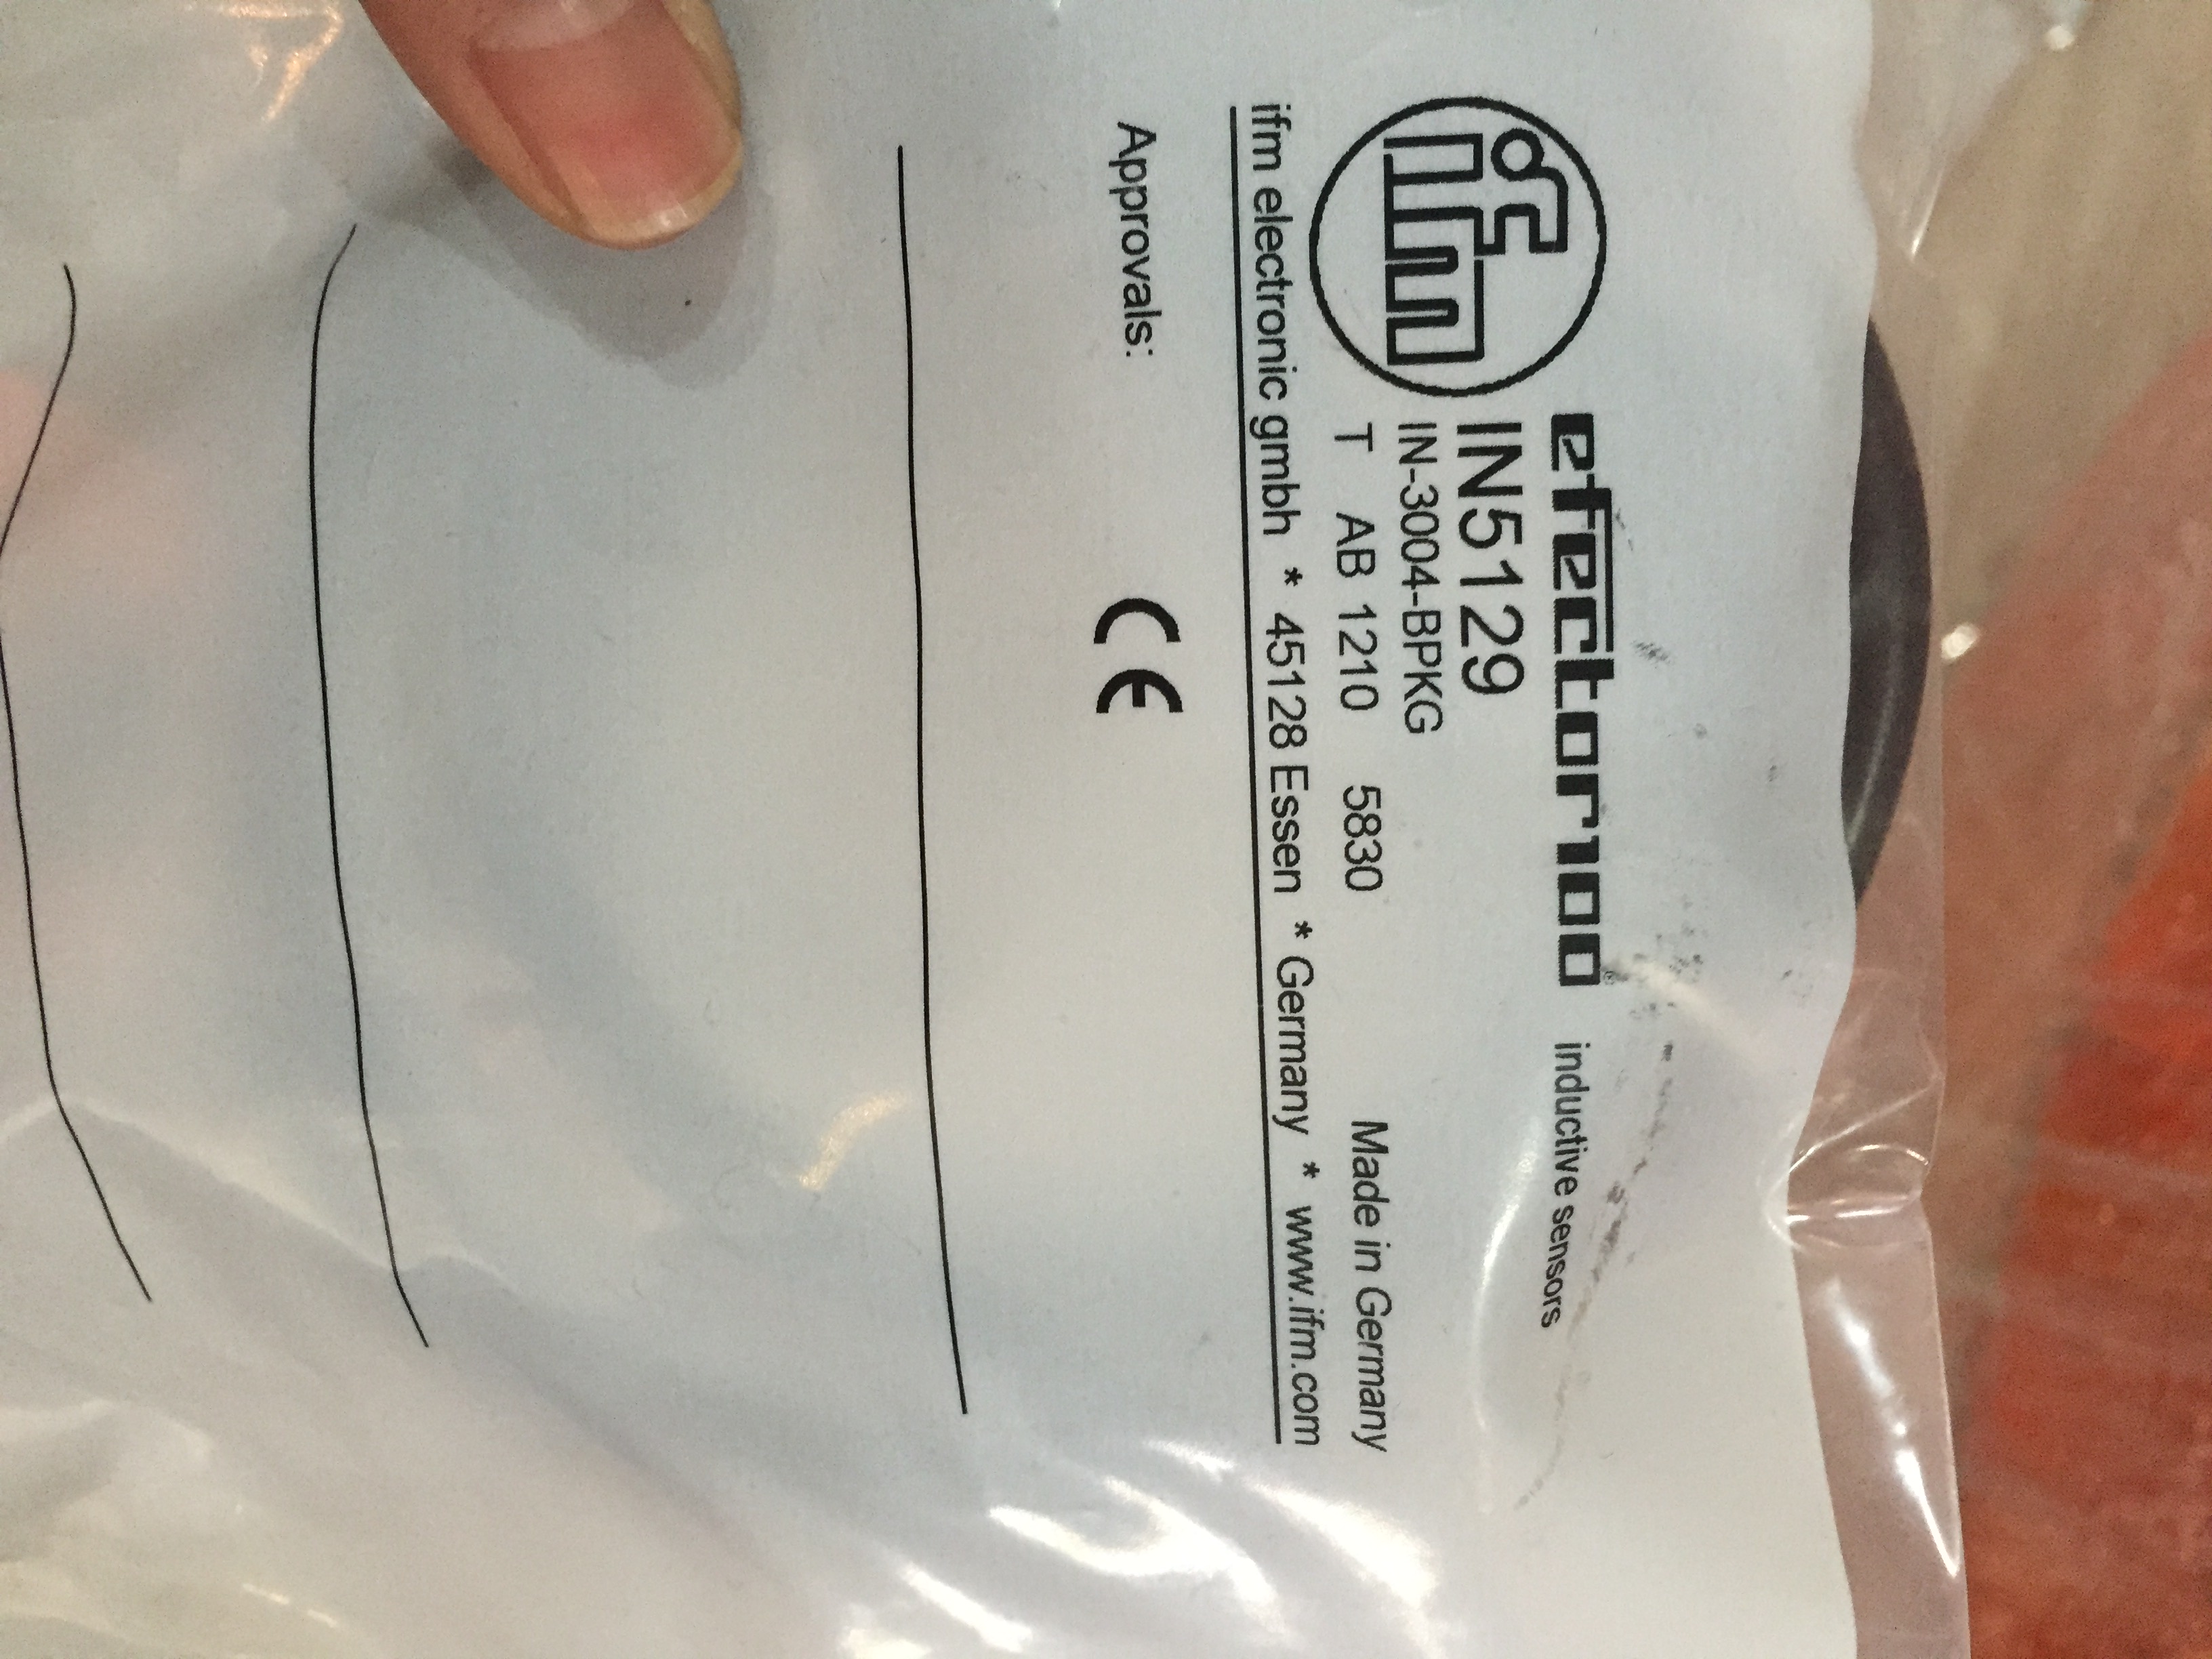 efector100® inductive sensors
ifm
IN5129
IN-3004-BPKG
T AB 1210 5830 Made in Germany
ifm electronic gmbh * 45128 Essen * Germany * www.ifm.com
Approvals: CE